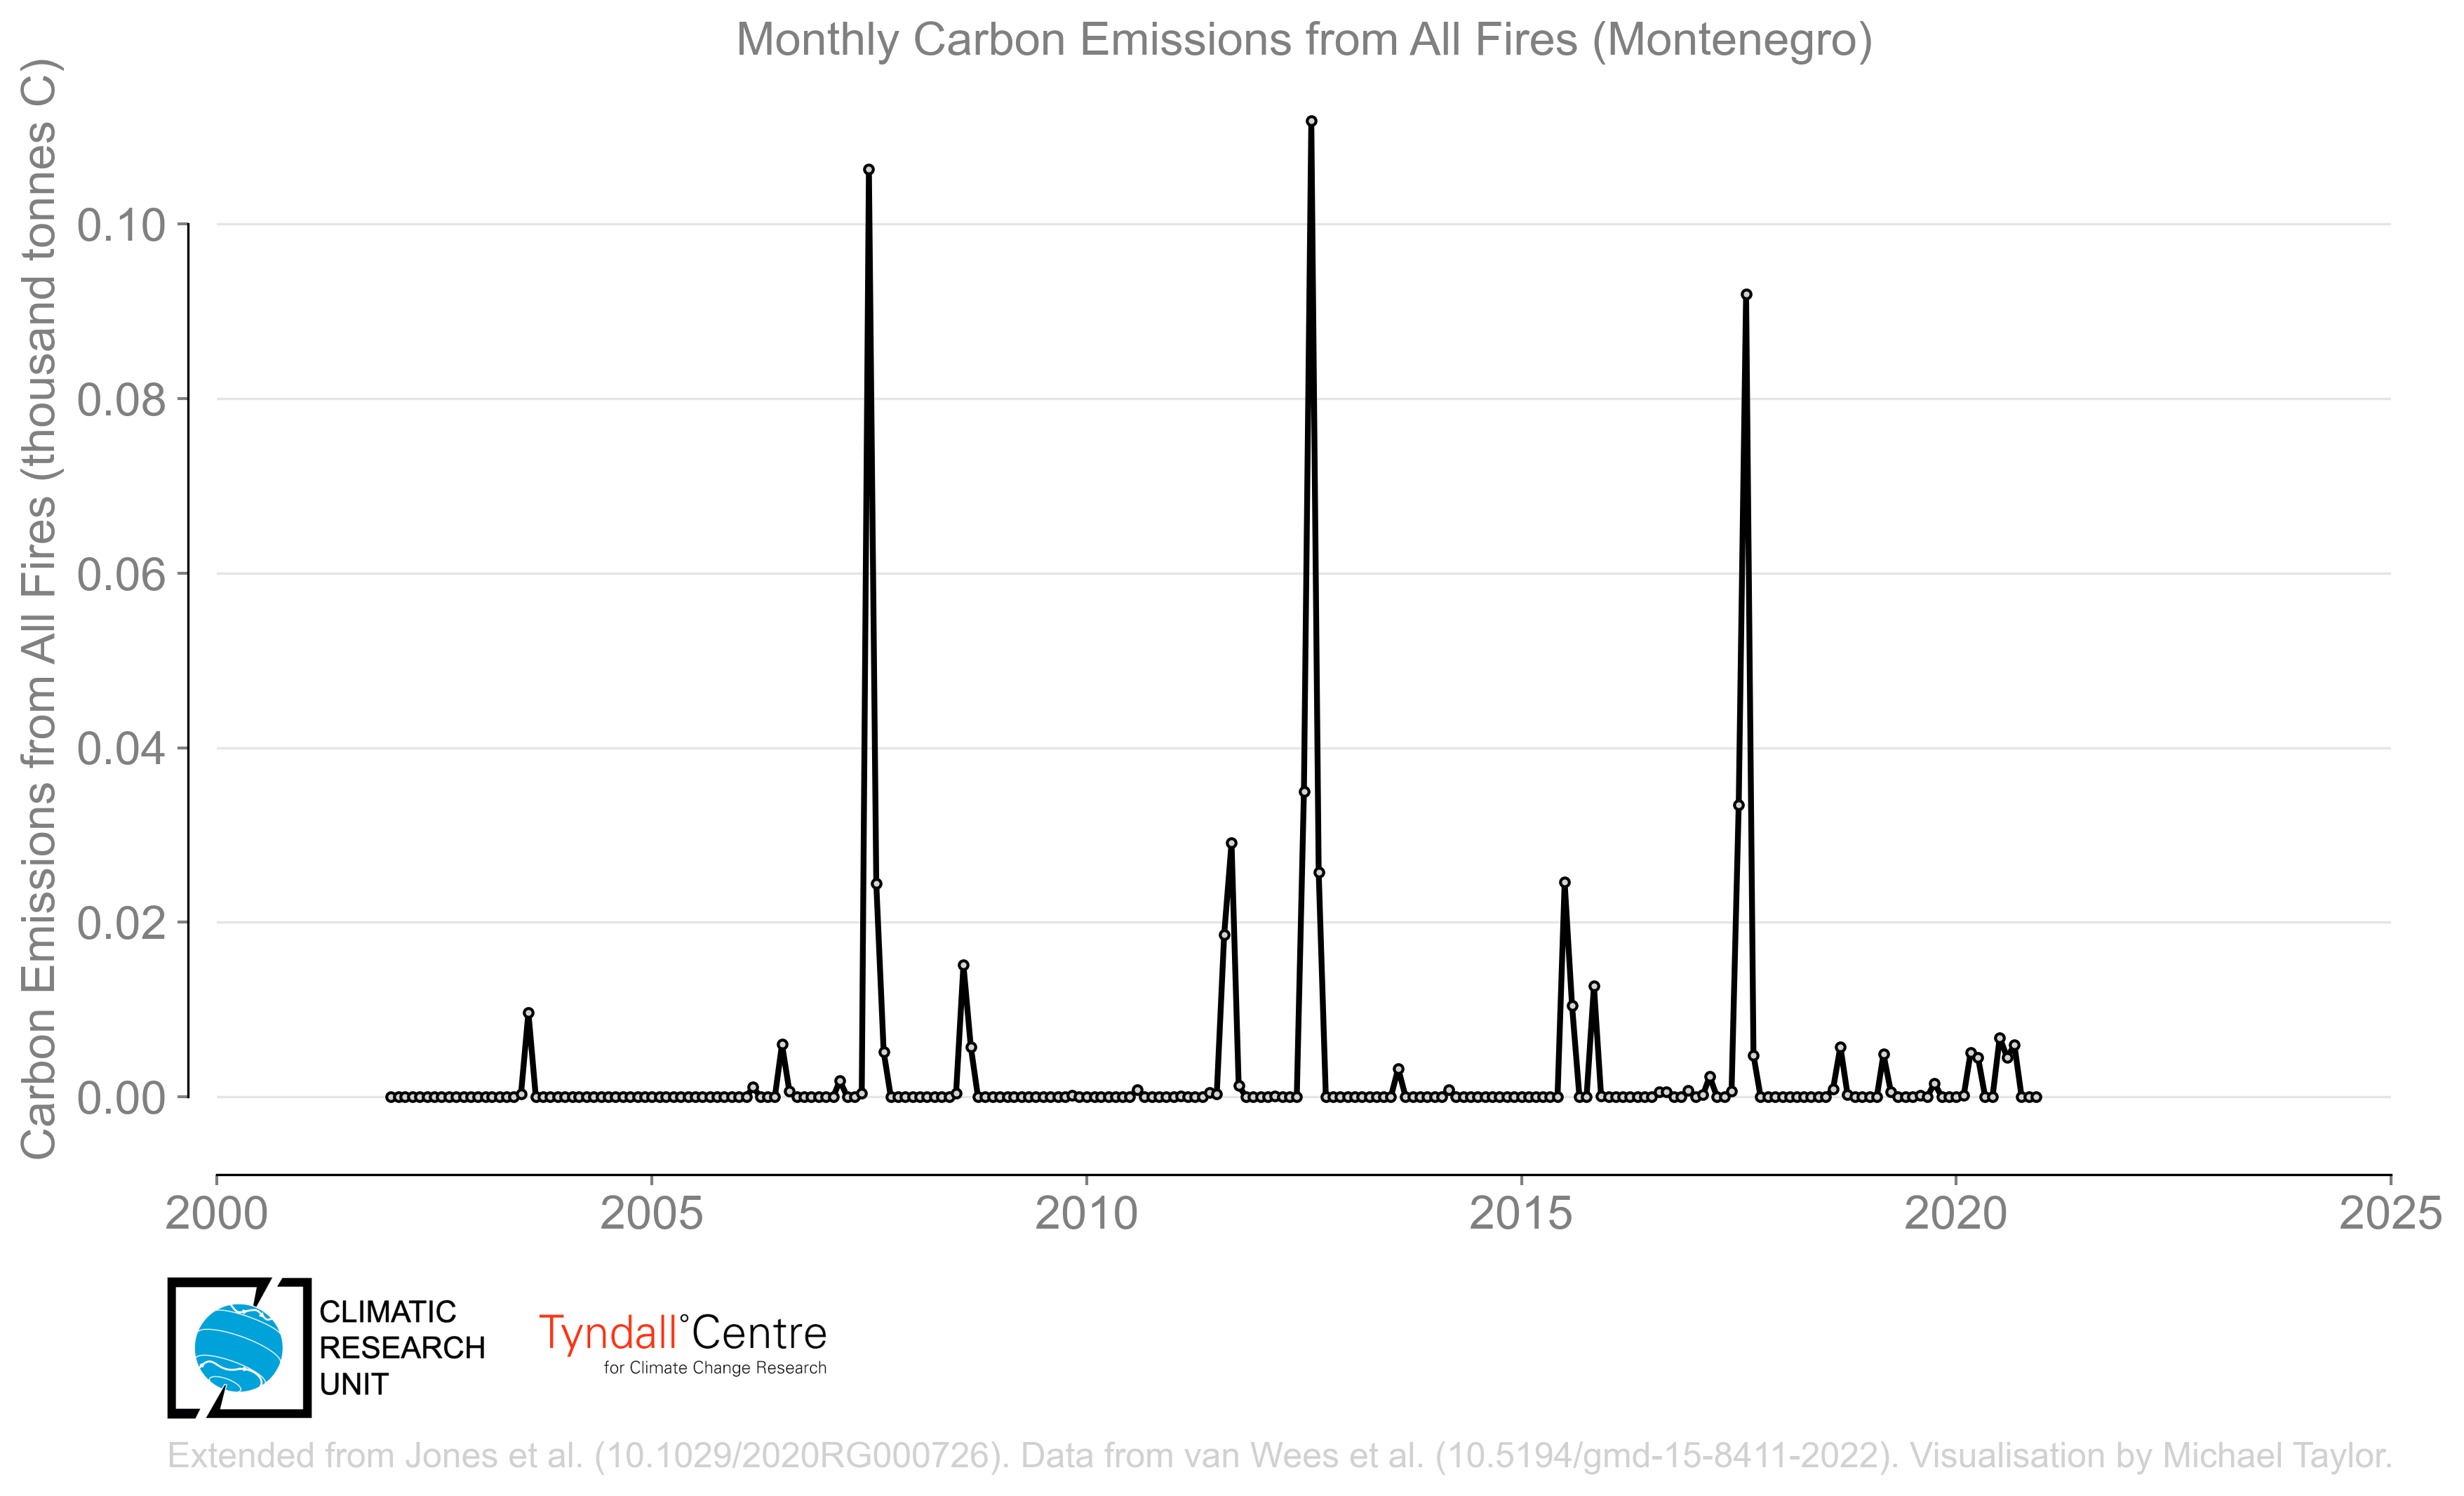 Monthly Carbon Emissions from All Fires (Montenegro)
Carbon Emissions from All Fires (thousand tonnes C)
0.10
0.08
0.06
0.04
0.02
0.00
2000 2005 2010 2015 2020 2025
CLIMATIC
RESEARCH
UNIT
Tyndall°Centre
for Climate Change Research
Extended from Jones et al. (10.1029/2020RG000726). Data from van Wees et al. (10.5194/gmd-15-8411-2022). Visualisation by Michael Taylor.